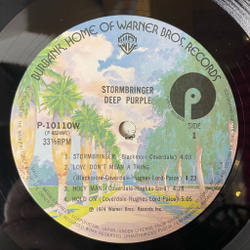 BURBANK, HOME OF WARNER BROS. RECORDS
STORMBRINGER
DEEP PURPLE
P-10110W
33⅓RPM
SIDE
1
1. STORMBRINGER (Blackmore-Coverdale) 4:03
2. LOVE DON'T MEAN A THING
(Blackmore-Coverdale-Hughes-Lord-Paice) 4:23
3. HOLY MAN (Coverdale-Hughes-Lord) 4:28
4. HOLD ON (Coverdale-Hughes-Lord-Paice) 5:05
℗ 1974 Warner Bros. Records Inc.